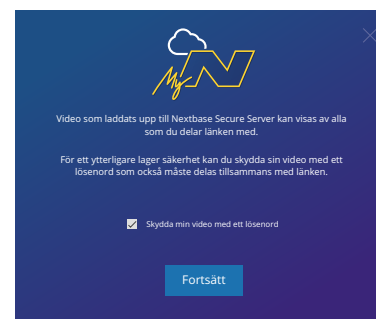 My N
Video som laddats upp till Nextbase Secure Server kan visas av alla
som du delar länken med.
För ett ytterligare lager säkerhet kan du skydda sin video med ett
lösenord som också måste delas tillsammans med länken.
Skydda min video med ett lösenord
Fortsätt